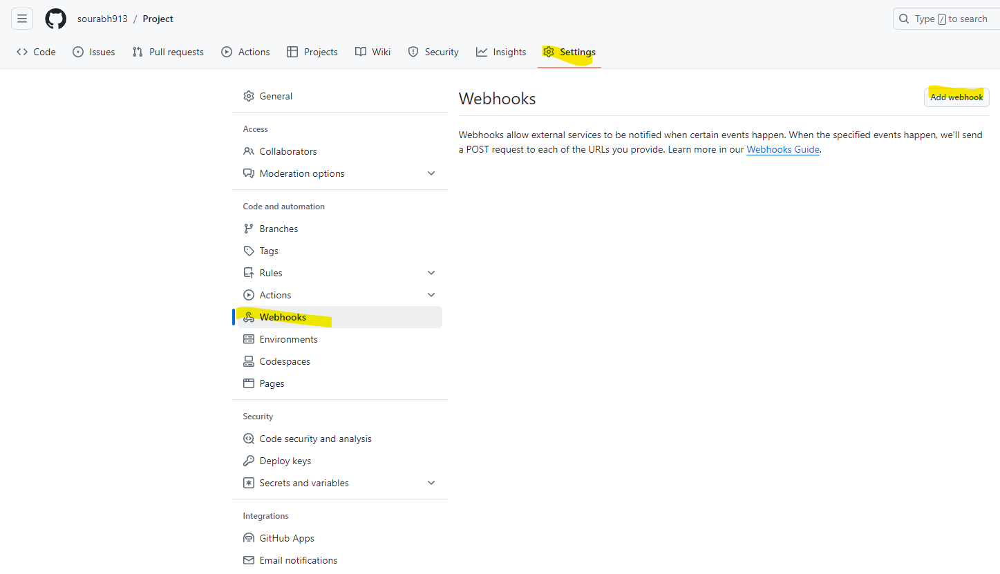 sourabh913 / Project
Type / to search
Code Issues Pull requests Actions Projects Wiki Security Insights Settings
General
Access
Collaborators
Moderation options
Code and automation
Branches
Tags
Rules
Actions
Webhooks
Environments
Codespaces
Pages
Security
Code security and analysis
Deploy keys
Secrets and variables
Integrations
GitHub Apps
Email notifications
Webhooks
Add webhook
Webhooks allow external services to be notified when certain events happen. When the specified events happen, we'll send
a POST request to each of the URLs you provide. Learn more in our Webhooks Guide.